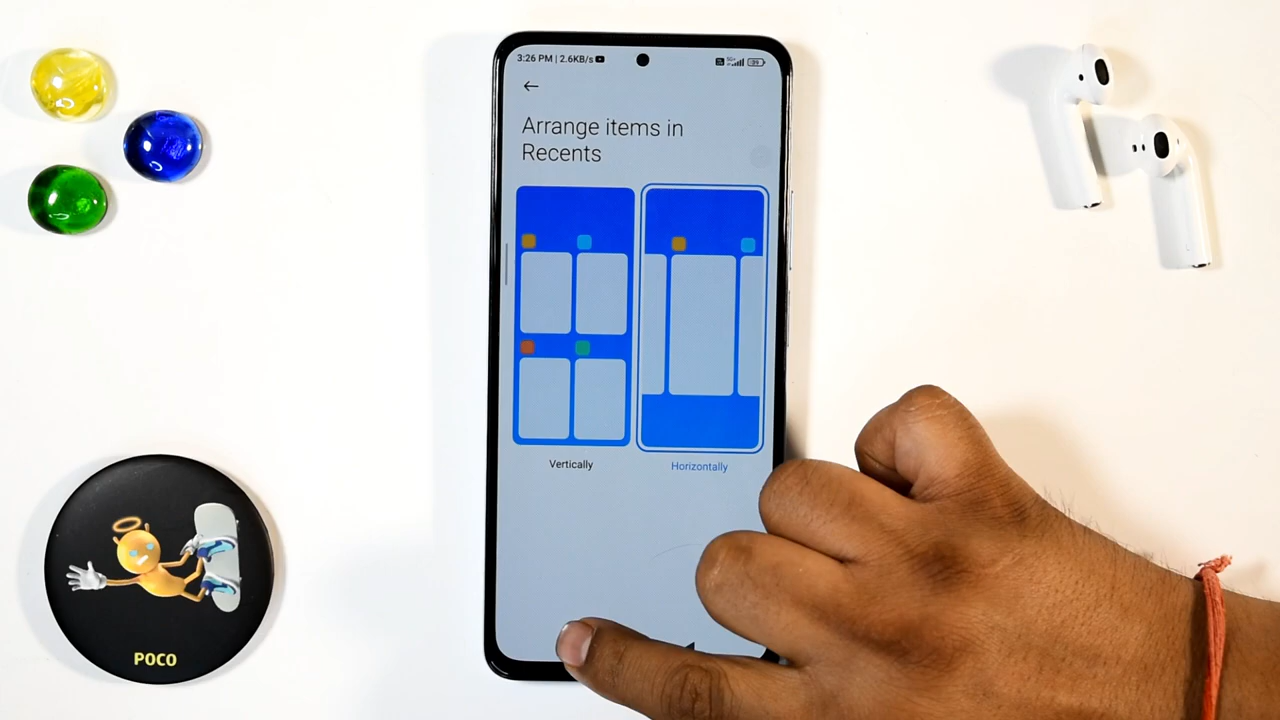 3:26 PM | 2.6KB/s
Arrange items in
Recents
Vertically
Horizontally
POCO